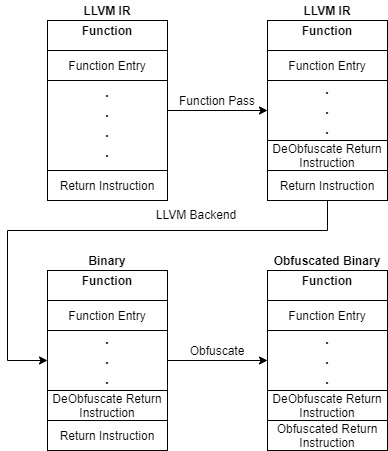 LLVM IR
Function
Function Entry
.
.
.
.
Return Instruction
Function Pass
LLVM IR
Function
Function Entry
.
.
.
DeObfuscate Return
Instruction
Return Instruction
LLVM Backend
Binary
Function
Function Entry
.
.
.
DeObfuscate Return
Instruction
Return Instruction
Obfuscate
Obfuscated Binary
Function
Function Entry
.
.
.
DeObfuscate Return
Instruction
Obfuscated Return
Instruction